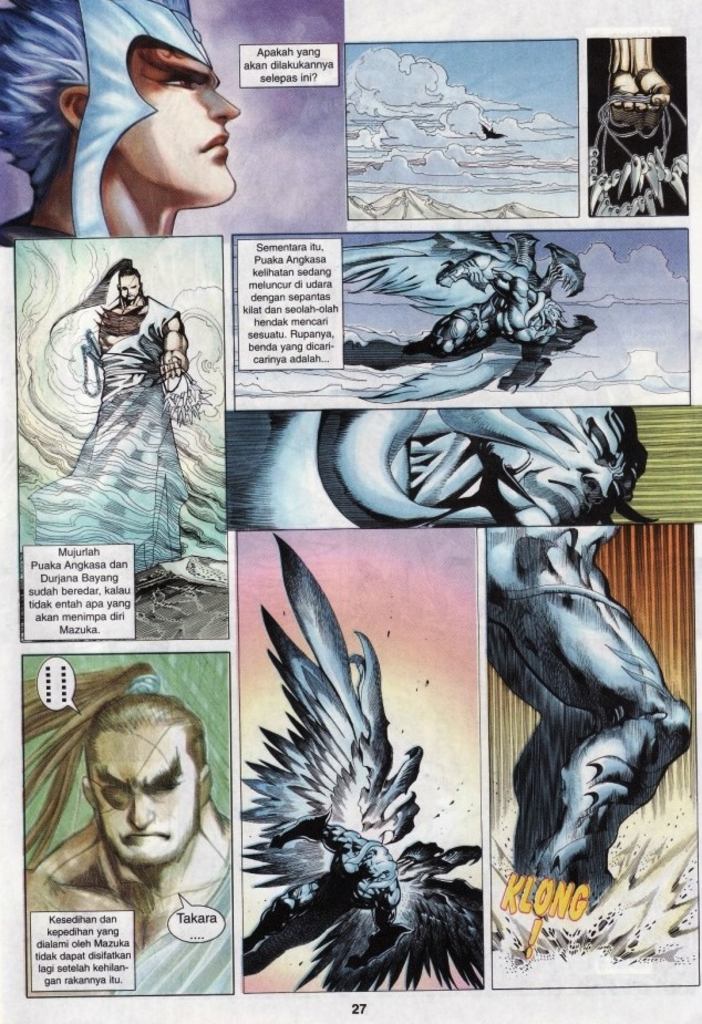 Apakah yang
akan dilakukannya
selepas ini?
Sementara itu,
Puaka Angkasa
kelihatan sedang
meluncur di udara
dengan sepantas
kilat dan seolah-olah
hendak mencari
sesuatu. Rupanya,
benda yang dicari-
carinya adalah...
Mujurlah
Puaka Angkasa dan
Durjana Bayang
sudah beredar, kalau
tidak entah apa yang
akan menimpa diri
Mazuka.
!!
Takara
....
Kesedihan dan
kepedihan yang
dialami oleh Mazuka
tidak dapat disifatkan
lagi setelah kehilan-
gan rakannya itu.
KLONG
!
27